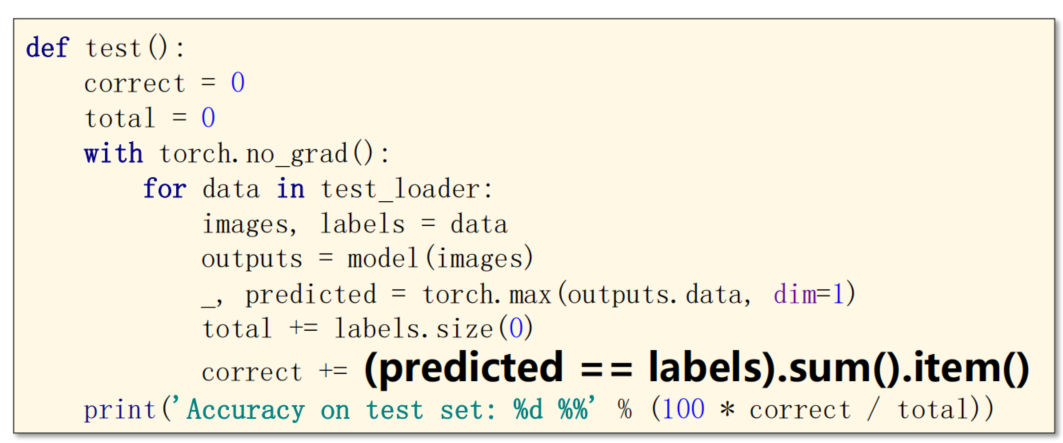 def test():
    correct = 0
    total = 0
    with torch.no_grad():
        for data in test_loader:
            images, labels = data
            outputs = model(images)
            _, predicted = torch.max(outputs.data, dim=1)
            total += labels.size(0)
            correct += (predicted == labels).sum().item()
    print('Accuracy on test set: %d %%' % (100 * correct / total))